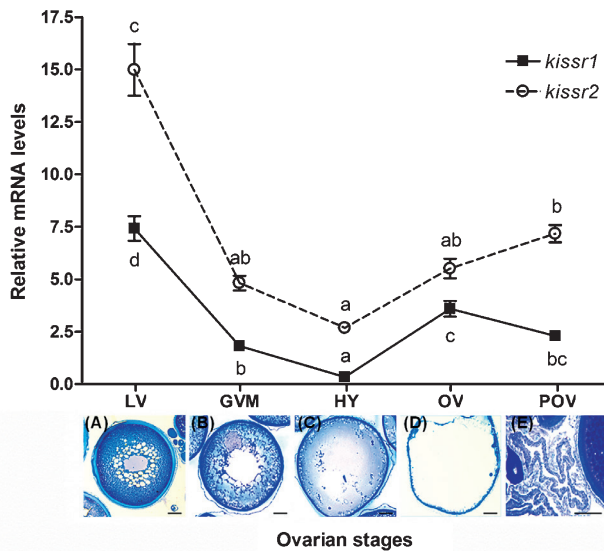 Relative mRNA levels
17.5
15.0
12.5
10.0
7.5
5.0
2.5
0.0
kissr1
kissr2
c
d
ab
b
a
a
ab
c
b
bc
LV GVM HY OV POV
(A) (B) (C) (D) (E)
Ovarian stages